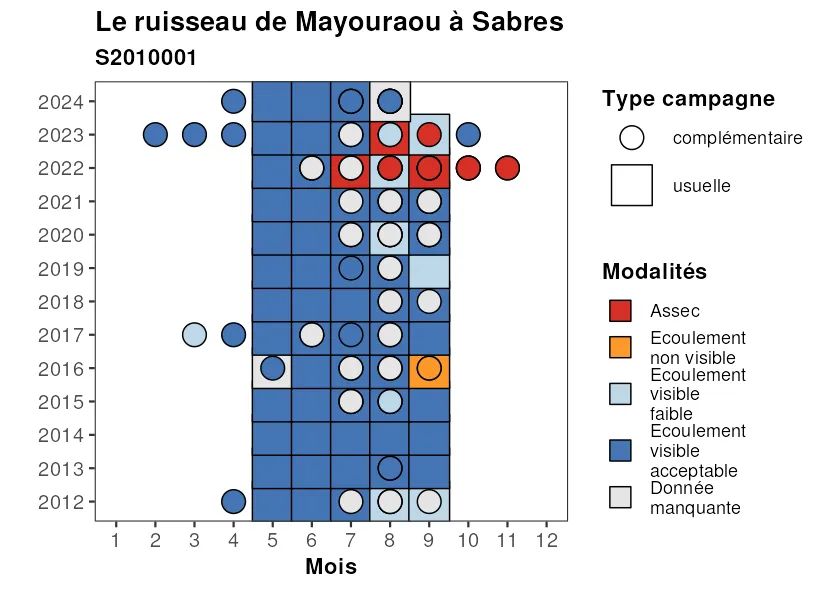 Le ruisseau de Mayouraou à Sabres
S2010001
2024
2023
2022
2021
2020
2019
2018
2017
2016
2015
2014
2013
2012
1 2 3 4 5 6 7 8 9 10 11 12
Mois
Type campagne
complémentaire
usuelle
Modalités
Assec
Ecoulement
non visible
Ecoulement
visible
faible
Ecoulement
visible
acceptable
Donnée
manquante